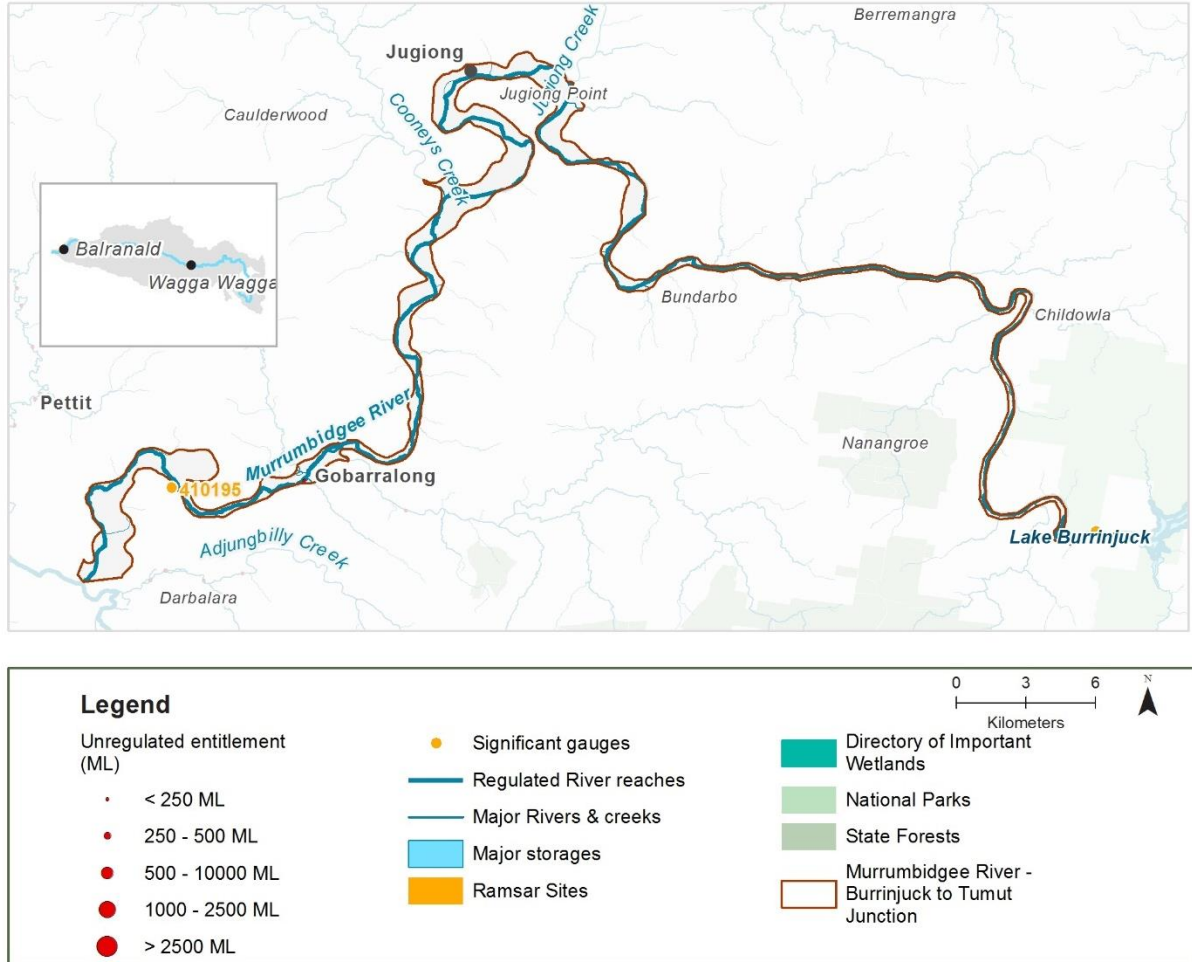 Berremangra
Jugiong
Jugiong Creek
Jugiong Point
Caulderwood
Cooneys Creek
Balranald
Wagga Wagga
Bundarbo
Childowla
Pettit
Murrumbidgee River
Nanangroe
Gobarralong
410195
Lake Burrinjuck
Adjungbilly Creek
Darbalara
Legend
Unregulated entitlement
(ML)
< 250 ML
250 - 500 ML
500 - 10000 ML
1000 - 2500 ML
> 2500 ML
Significant gauges
Regulated River reaches
Major Rivers & creeks
Major storages
Ramsar Sites
0 3 6
Kilometers
N
Directory of Important
Wetlands
National Parks
State Forests
Murrumbidgee River -
Burrinjuck to Tumut
Junction